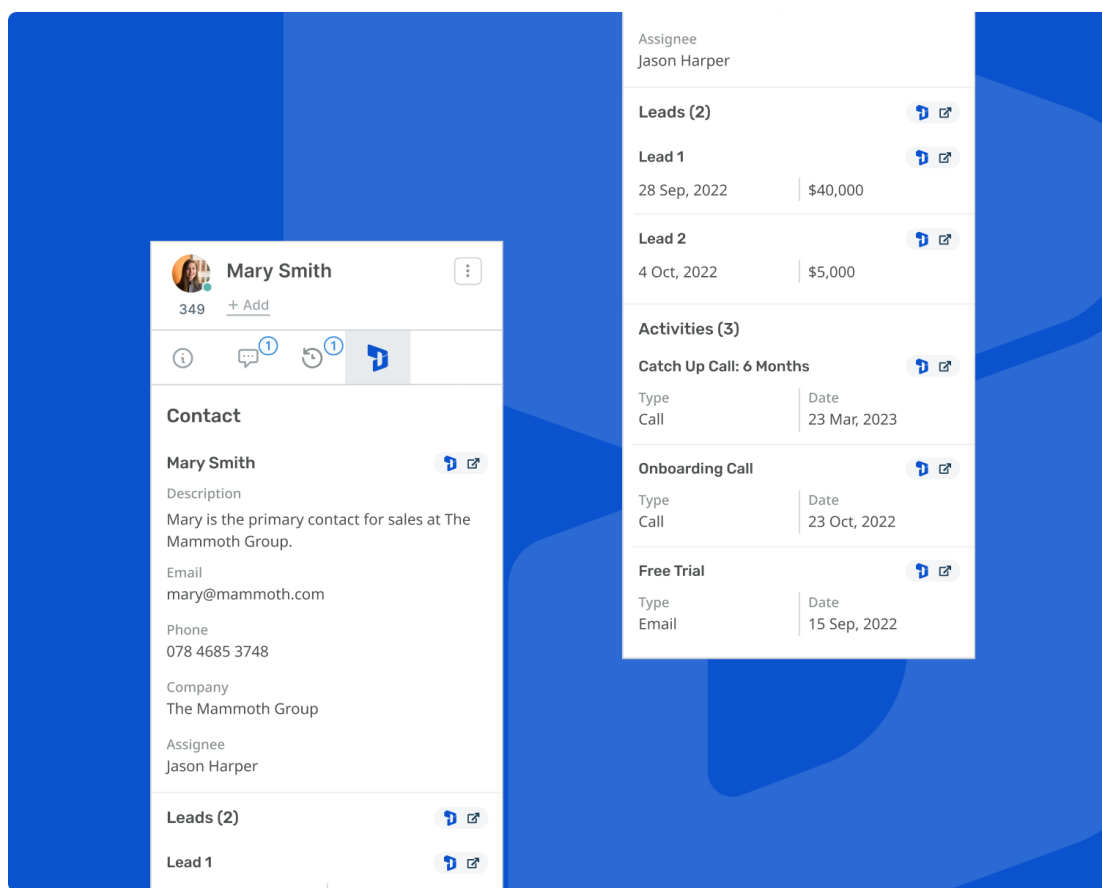 Mary Smith
349
+ Add
1
1
Contact
Mary Smith
Description
Mary is the primary contact for sales at The
Mammoth Group.
Email
mary@mammoth.com
Phone
078 4685 3748
Company
The Mammoth Group
Assignee
Jason Harper
Leads (2)
Lead 1
Assignee
Jason Harper
Leads (2)
Lead 1
28 Sep, 2022 $40,000
Lead 2
4 Oct, 2022 $5,000
Activities (3)
Catch Up Call: 6 Months
Type Date
Call 23 Mar, 2023
Onboarding Call
Type Date
Call 23 Oct, 2022
Free Trial
Type Date
Email 15 Sep, 2022